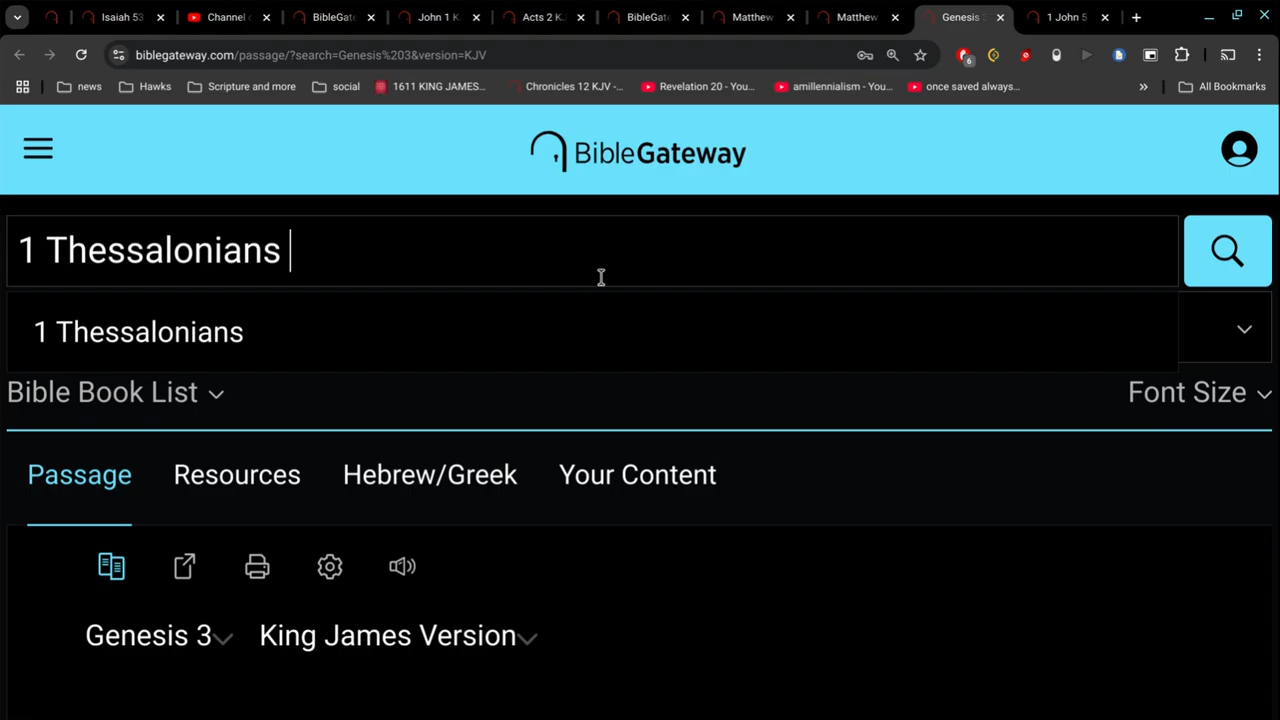 Isaiah 53
Channel c
BibleGate
John 1 K
Acts 2 K
BibleGate
Matthew
Matthew
Genesis 3
1 John 5
biblegateway.com/passage/?search=Genesis%203&version=KJV
6
news
Hawks
Scripture and more
social
1611 KING JAMES...
Chronicles 12 KJV -...
Revelation 20 - You...
amillennialism - You...
once saved always...
»
All Bookmarks
BibleGateway
1 Thessalonians
1 Thessalonians
Bible Book List
Font Size
Passage
Resources
Hebrew/Greek
Your Content
Genesis 3
King James Version